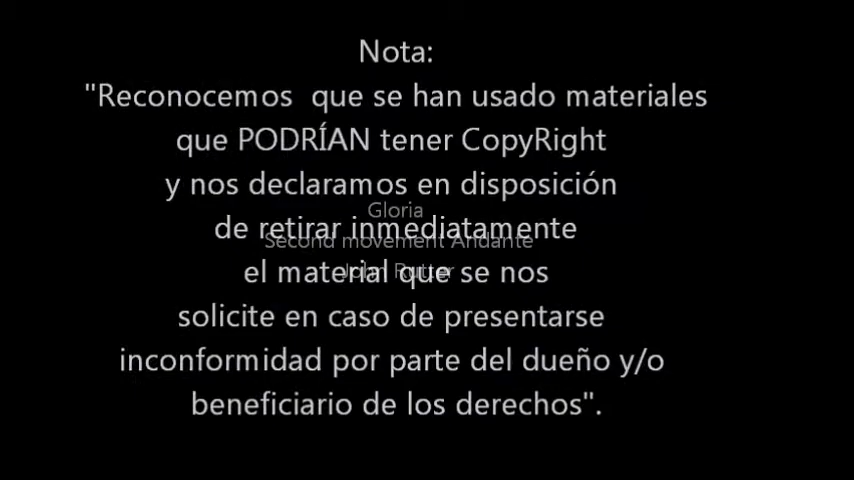 Nota:
"Reconocemos  que se han usado materiales
que PODRÍAN tener CopyRight
y nos declaramos en disposición
Gloria
de retirar inmediatamente
Second movement Andante
el material que se nos
John Rutter
solicite en caso de presentarse
inconformidad por parte del dueño y/o
beneficiario de los derechos".